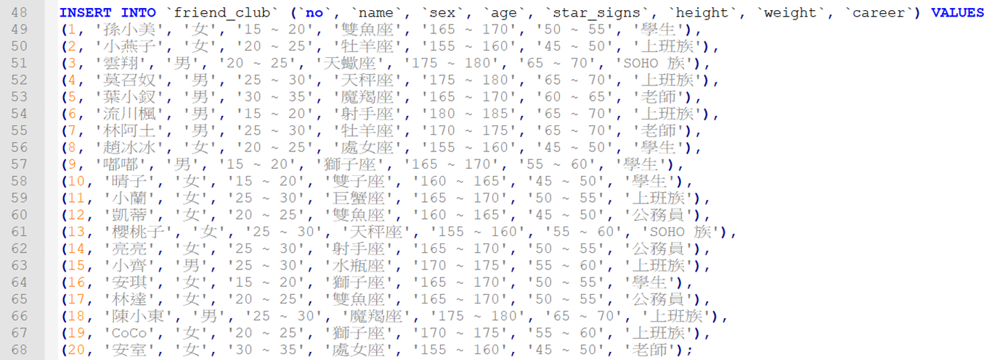 48 INSERT INTO `friend_club` (`no`, `name`, `sex`, `age`, `star_signs`, `height`, `weight`, `career`) VALUES
49 (1, '孫小美', '女', '15 ~ 20', '雙魚座', '165 ~ 170', '50 ~ 55', '學生'),
50 (2, '小燕子', '女', '20 ~ 25', '牡羊座', '155 ~ 160', '45 ~ 50', '上班族'),
51 (3, '雲翔', '男', '20 ~ 25', '天蠍座', '175 ~ 180', '65 ~ 70', 'SOHO 族'),
52 (4, '莫召奴', '男', '25 ~ 30', '天秤座', '175 ~ 180', '65 ~ 70', '上班族'),
53 (5, '葉小釵', '男', '30 ~ 35', '魔羯座', '165 ~ 170', '60 ~ 65', '老師'),
54 (6, '流川楓', '男', '15 ~ 20', '射手座', '180 ~ 185', '65 ~ 70', '上班族'),
55 (7, '林阿土', '男', '25 ~ 30', '牡羊座', '170 ~ 175', '65 ~ 70', '老師'),
56 (8, '趙冰冰', '女', '20 ~ 25', '處女座', '155 ~ 160', '45 ~ 50', '學生'),
57 (9, '嘟嘟', '男', '15 ~ 20', '獅子座', '165 ~ 170', '55 ~ 60', '學生'),
58 (10, '晴子', '女', '15 ~ 20', '雙子座', '160 ~ 165', '45 ~ 50', '學生'),
59 (11, '小蘭', '女', '25 ~ 30', '巨蟹座', '165 ~ 170', '50 ~ 55', '上班族'),
60 (12, '凱蒂', '女', '20 ~ 25', '雙魚座', '160 ~ 165', '45 ~ 50', '公務員'),
61 (13, '櫻桃子', '女', '25 ~ 30', '天秤座', '155 ~ 160', '55 ~ 60', 'SOHO 族'),
62 (14, '亮亮', '女', '25 ~ 30', '射手座', '165 ~ 170', '50 ~ 55', '公務員'),
63 (15, '小齊', '男', '25 ~ 30', '水瓶座', '170 ~ 175', '55 ~ 60', '上班族'),
64 (16, '安琪', '女', '15 ~ 20', '獅子座', '165 ~ 170', '50 ~ 55', '學生'),
65 (17, '林達', '女', '20 ~ 25', '雙魚座', '165 ~ 170', '50 ~ 55', '公務員'),
66 (18, '陳小東', '男', '25 ~ 30', '魔羯座', '175 ~ 180', '65 ~ 70', '上班族'),
67 (19, 'CoCo', '女', '20 ~ 25', '獅子座', '170 ~ 175', '55 ~ 60', '上班族'),
68 (20, '安室', '女', '30 ~ 35', '處女座', '155 ~ 160', '45 ~ 50', '老師');